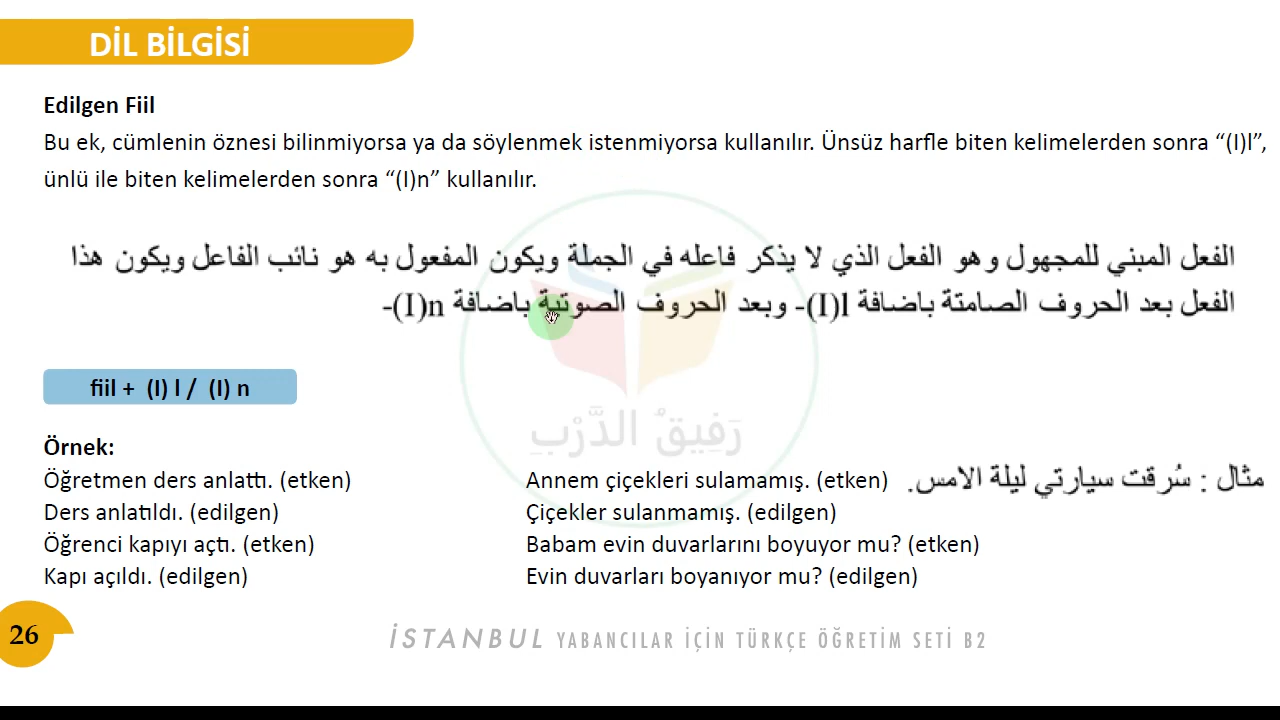 DİL BİLGİSİ
Edilgen Fiil
Bu ek, cümlenin öznesi bilinmiyorsa ya da söylenmek istenmiyorsa kullanılır. Ünsüz harfle biten kelimelerden sonra “(I)l”,
ünlü ile biten kelimelerden sonra “(I)n” kullanılır.
الفعل المبني للمجهول وهو الفعل الذي لا يذكر فاعله في الجملة ويكون المفعول به هو نائب الفاعل ويكون هذا
الفعل بعد الحروف الصامتة باضافة -(I)l وبعد الحروف الصوتية باضافة -(I)n
fiil + (I) l / (I) n
رَفِيقُ الدَّرْبِ
Örnek:
Öğretmen ders anlattı. (etken)
Ders anlatıldı. (edilgen)
Öğrenci kapıyı açtı. (etken)
Kapı açıldı. (edilgen)
Annem çiçekleri sulamamış. (etken)
Çiçekler sulanmamış. (edilgen)
Babam evin duvarlarını boyuyor mu? (etken)
Evin duvarları boyanıyor mu? (edilgen)
مثال : سُرقت سيارتي ليلة الامس.
26
İSTANBUL YABANCILAR İÇİN TÜRKÇE ÖĞRETİM SETİ B2